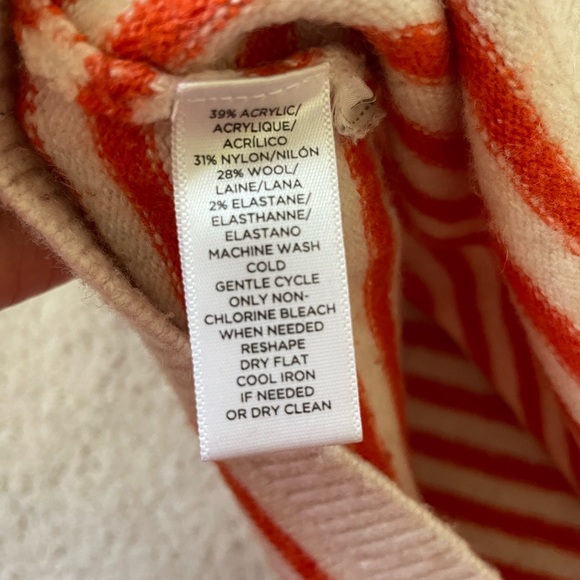 39% ACRYLIC/
ACRYLIQUE/
ACRÍLICO
31% NYLON/NILÓN
28% WOOL/
LAINE/LANA
2% ELASTANE/
ELASTHANNE/
ELASTANO
MACHINE WASH
COLD
GENTLE CYCLE
ONLY NON-
CHLORINE BLEACH
WHEN NEEDED
RESHAPE
DRY FLAT
COOL IRON
IF NEEDED
OR DRY CLEAN